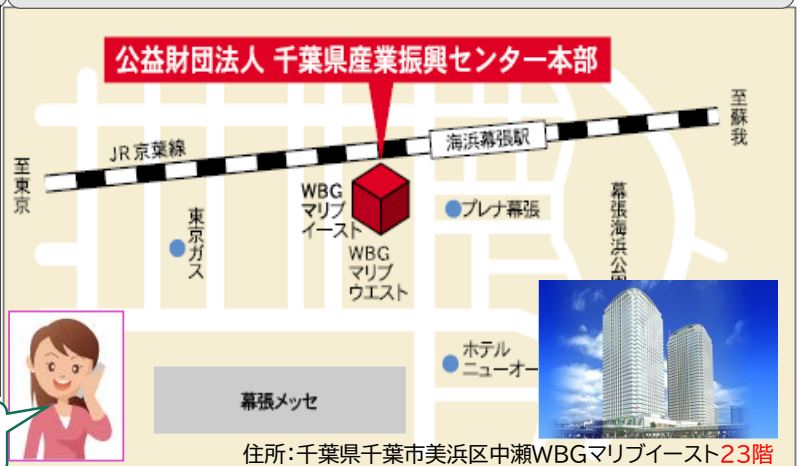 公益財団法人 千葉県産業振興センター本部
至蘇我
海浜幕張駅
JR京葉線
至東京
WBG
マリブ
イースト
プレナ幕張
幕張海浜公
東京ガス
WBG
マリブ
ウエスト
ホテル
ニューオー
幕張メッセ
住所：千葉県千葉市美浜区中瀬WBGマリブイースト23階